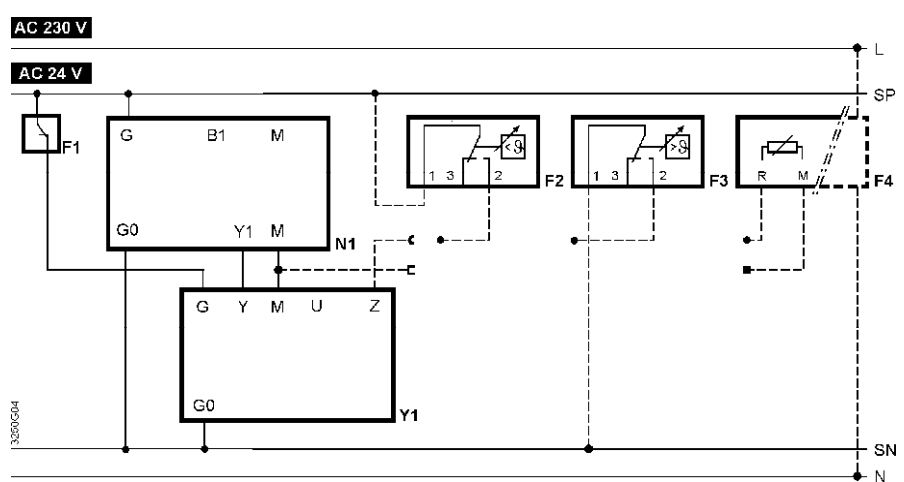 AC 230 V
L
AC 24 V
SP
F1
G B1 M
G0 Y1 M
N1
<ϑ
1 3 2
F2
>ϑ
1 3 2
F3
R M
F4
G Y M U Z
G0
Y1
3250G04
SN
N